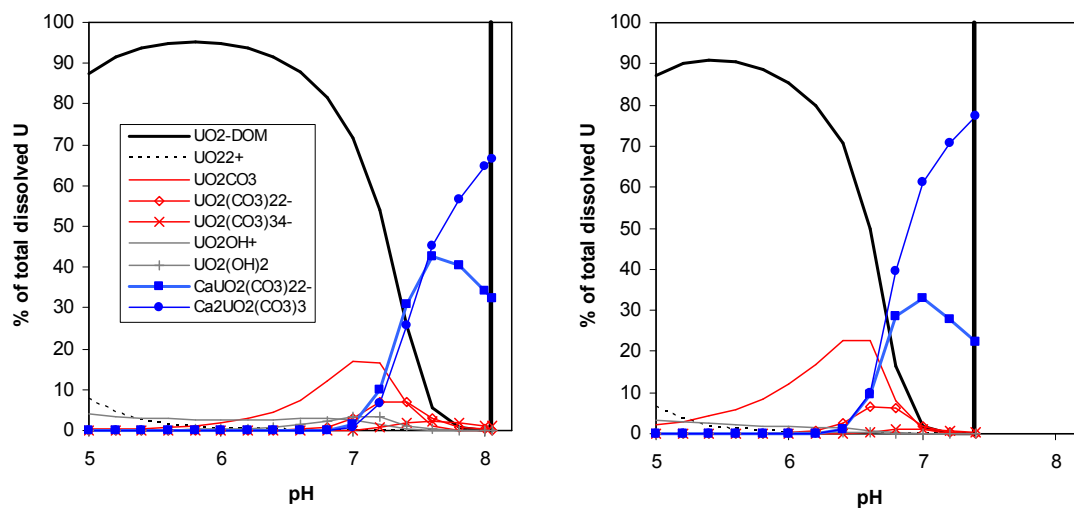 % of total dissolved U
100
90
80
70
60
50
40
30
20
10
0
UO2-DOM
UO22+
UO2CO3
UO2(CO3)22-
UO2(CO3)34-
UO2OH+
UO2(OH)2
CaUO2(CO3)22-
Ca2UO2(CO3)3
5 6 7 8
pH
% of total dissolved U
100
90
80
70
60
50
40
30
20
10
0
5 6 7 8
pH